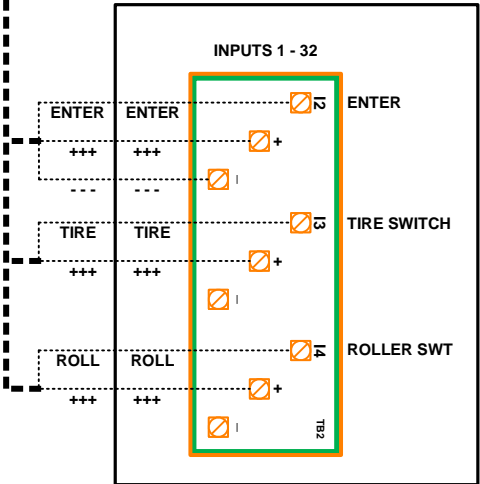 INPUTS 1 - 32
I2 ENTER
ENTER ENTER
+
+++ +++
I
- - - - - -
I3 TIRE SWITCH
TIRE TIRE
+
+++ +++
I
I4 ROLLER SWT
ROLL ROLL
+
+++ +++
I
TB2